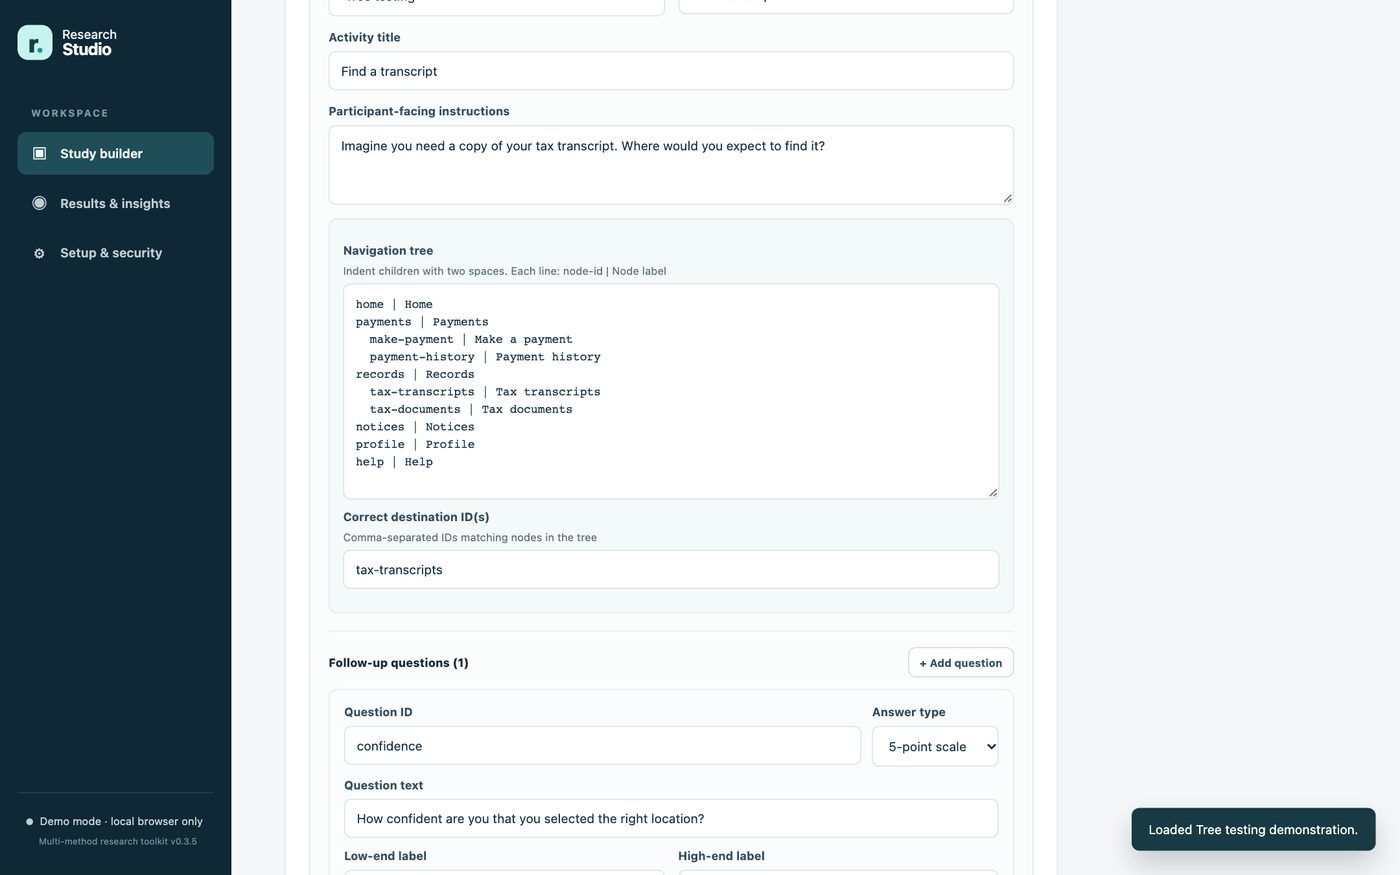 r.
Research
Studio
WORKSPACE
Study builder
Results & insights
Setup & security
Demo mode · local browser only
Multi-method research toolkit v0.3.5
Activity title
Find a transcript
Participant-facing instructions
Imagine you need a copy of your tax transcript. Where would you expect to find it?
Navigation tree
Indent children with two spaces. Each line: node-id | Node label
home | Home
payments | Payments
  make-payment | Make a payment
  payment-history | Payment history
records | Records
  tax-transcripts | Tax transcripts
  tax-documents | Tax documents
notices | Notices
profile | Profile
help | Help
Correct destination ID(s)
Comma-separated IDs matching nodes in the tree
tax-transcripts
Follow-up questions (1)
+ Add question
Question ID
Answer type
confidence
5-point scale
Question text
How confident are you that you selected the right location?
Low-end label
High-end label
Loaded Tree testing demonstration.